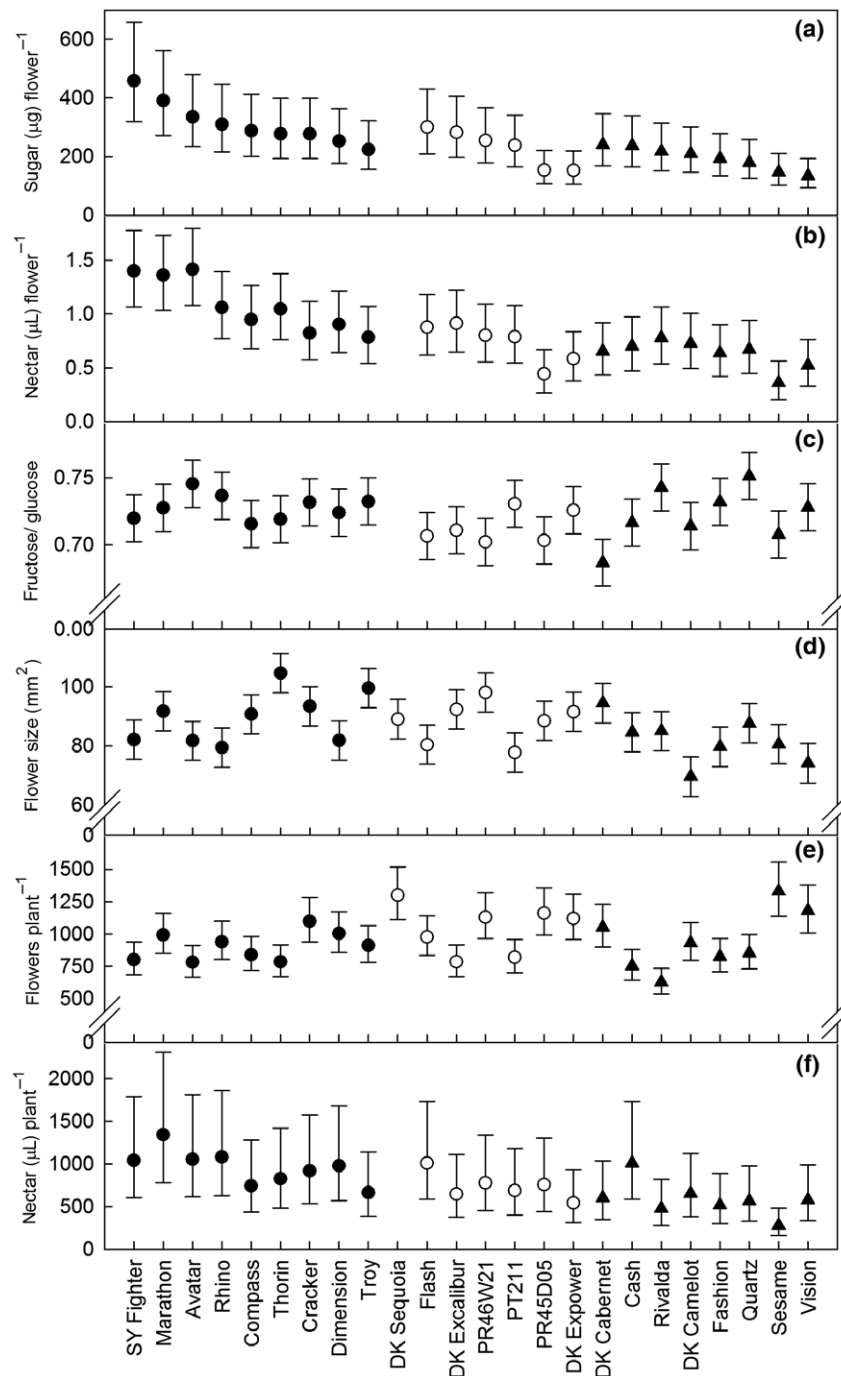 (a)
Sugar (µg) flower⁻¹
600
400
200
0
(b)
Nectar (µL) flower⁻¹
1.5
1.0
0.5
0.0
(c)
Fructose/ glucose
0.75
0.70
0.00
(d)
Flower size (mm²)
100
80
60
0
(e)
Flowers plant⁻¹
1500
1250
1000
750
500
0
(f)
Nectar (µL) plant⁻¹
2000
1500
1000
500
0
SY Fighter
Marathon
Avatar
Rhino
Compass
Thorin
Cracker
Dimension
Troy
DK Sequoia
Flash
DK Excalibur
PR46W21
PT211
PR45D05
DK Expower
DK Cabernet
Cash
Rivalda
DK Camelot
Fashion
Quartz
Sesame
Vision